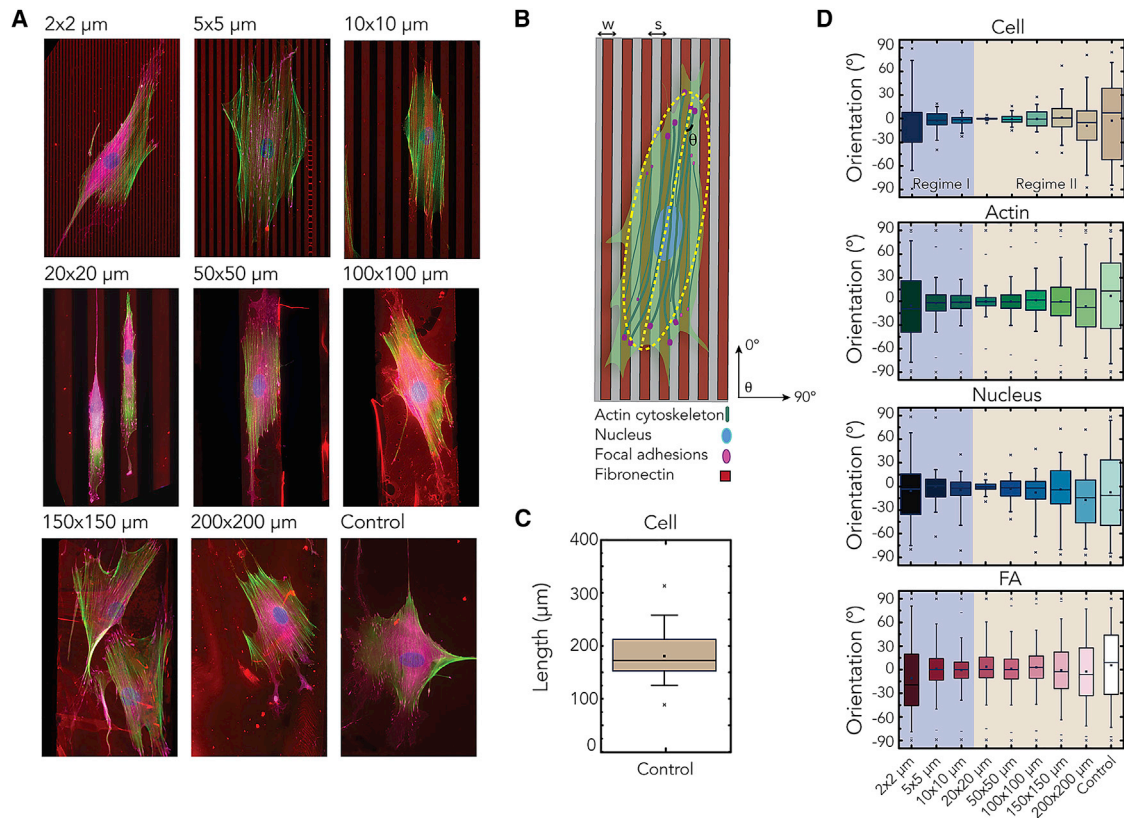 A
2x2 µm
5x5 µm
10x10 µm
20x20 µm
50x50 µm
100x100 µm
150x150 µm
200x200 µm
Control
B
w
s
θ
0°
θ
90°
Actin cytoskeleton
Nucleus
Focal adhesions
Fibronectin
C
Cell
Length (µm)
400
300
200
100
0
Control
D
Cell
Orientation (°)
90
60
30
0
-30
-60
-90
Regime I
Regime II
Actin
Orientation (°)
90
60
30
0
-30
-60
-90
Nucleus
Orientation (°)
90
60
30
0
-30
-60
-90
FA
Orientation (°)
90
60
30
0
-30
-60
-90
2x2 µm
5x5 µm
10x10 µm
20x20 µm
50x50 µm
100x100 µm
150x150 µm
200x200 µm
Control